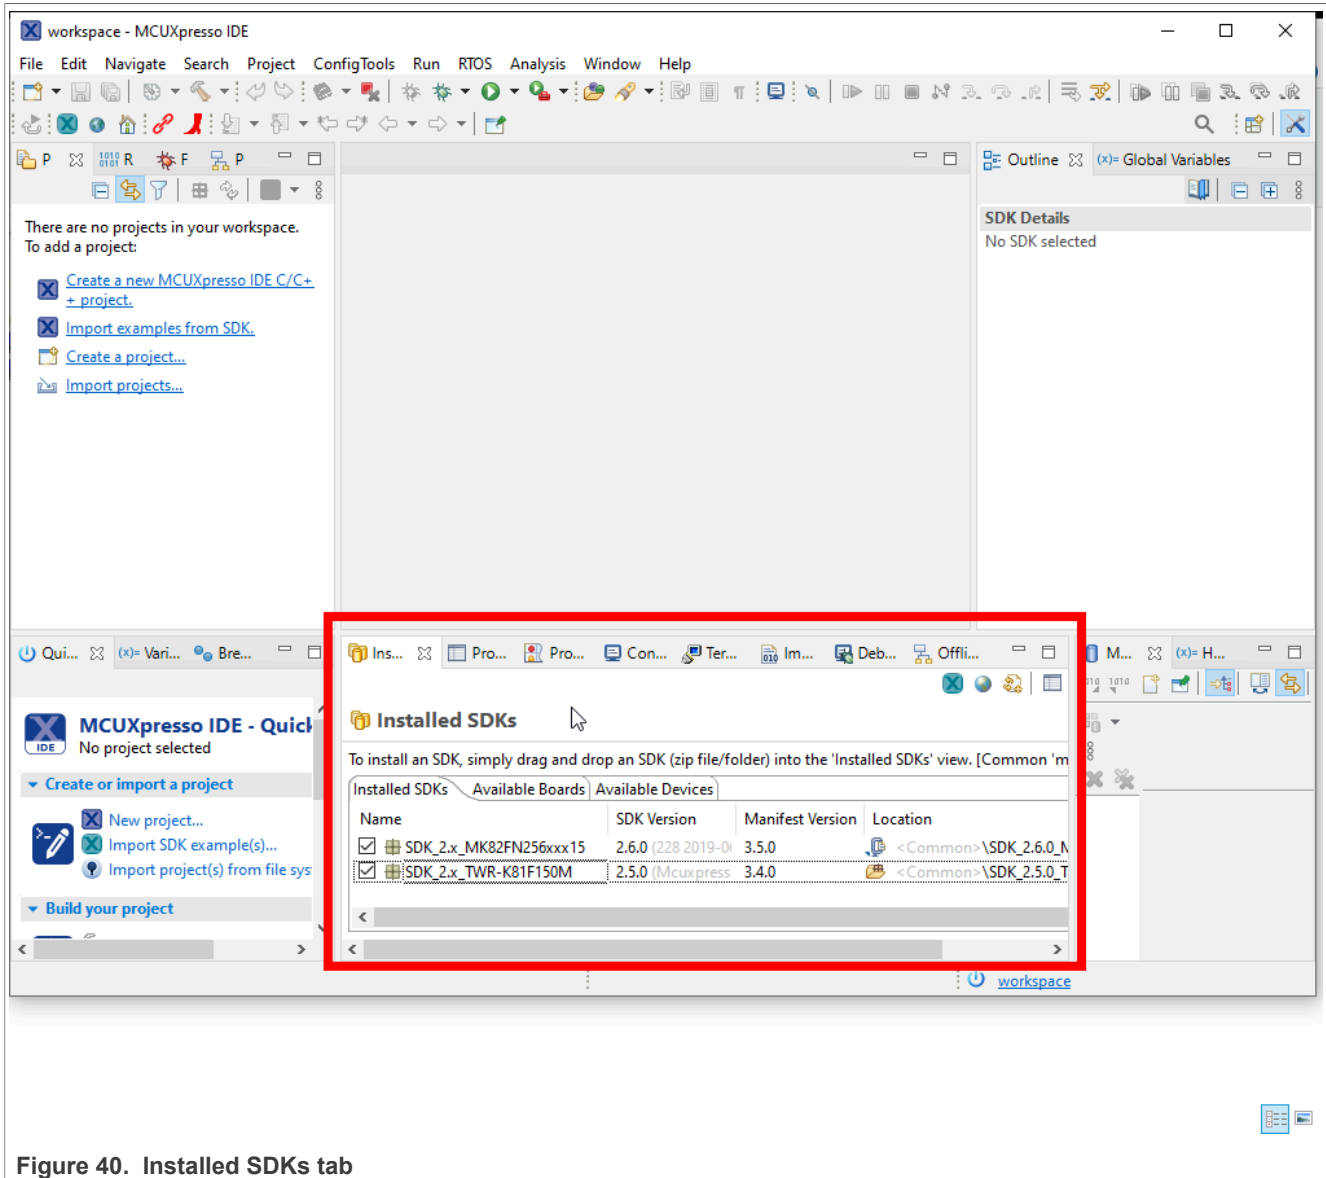 workspace - MCUXpresso IDE
File Edit Navigate Search Project ConfigTools Run RTOS Analysis Window Help
P R F P
Outline (x)= Global Variables
There are no projects in your workspace.
To add a project:
Create a new MCUXpresso IDE C/C+
+ project.
Import examples from SDK.
Create a project...
Import projects...
SDK Details
No SDK selected
Qui... (x)= Vari... Bre...
Ins... Pro... Pro... Con... Ter... Im... Deb... Offli...
M... (x)= H...
MCUXpresso IDE - Quick
IDE
No project selected
Create or import a project
New project...
Import SDK example(s)...
Import project(s) from file sys
Build your project
Installed SDKs
To install an SDK, simply drag and drop an SDK (zip file/folder) into the 'Installed SDKs' view. [Common 'm
Installed SDKs Available Boards Available Devices
Name SDK Version Manifest Version Location
SDK_2.x_MK82FN256xxx15 2.6.0 (228 2019-0 3.5.0 <Common>\SDK_2.6.0_M
SDK_2.x_TWR-K81F150M 2.5.0 (Mcuxpress 3.4.0 <Common>\SDK_2.5.0_T
workspace
Figure 40. Installed SDKs tab